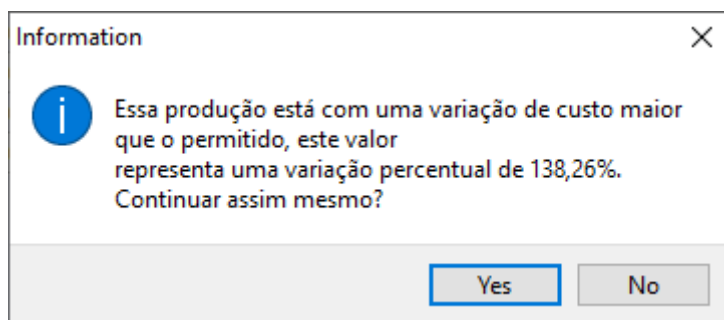 Information
Essa produção está com uma variação de custo maior
que o permitido, este valor
representa uma variação percentual de 138,26%.
Continuar assim mesmo?
Yes
No